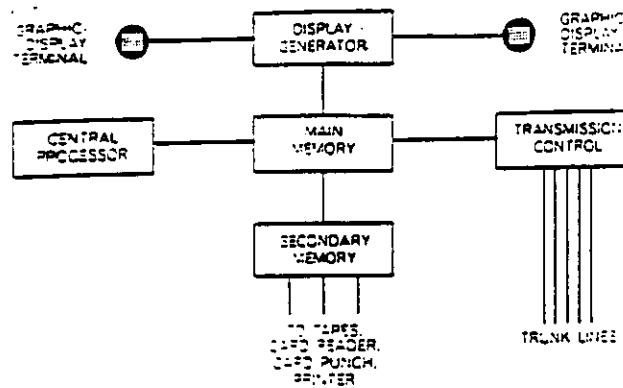 GRAPHIC-
DISPLAY
TERMINAL
DISPLAY
GENERATOR
GRAPHIC
DISPLAY
TERMINA
CENTRAL
PROCESSOR
MAIN
MEMORY
TRANSMISSION
CONTROL
SECONDARY
MEMORY
TO TAPES,
CARD READER,
CARD PUNCH,
PRINTER
TRUNK LINES